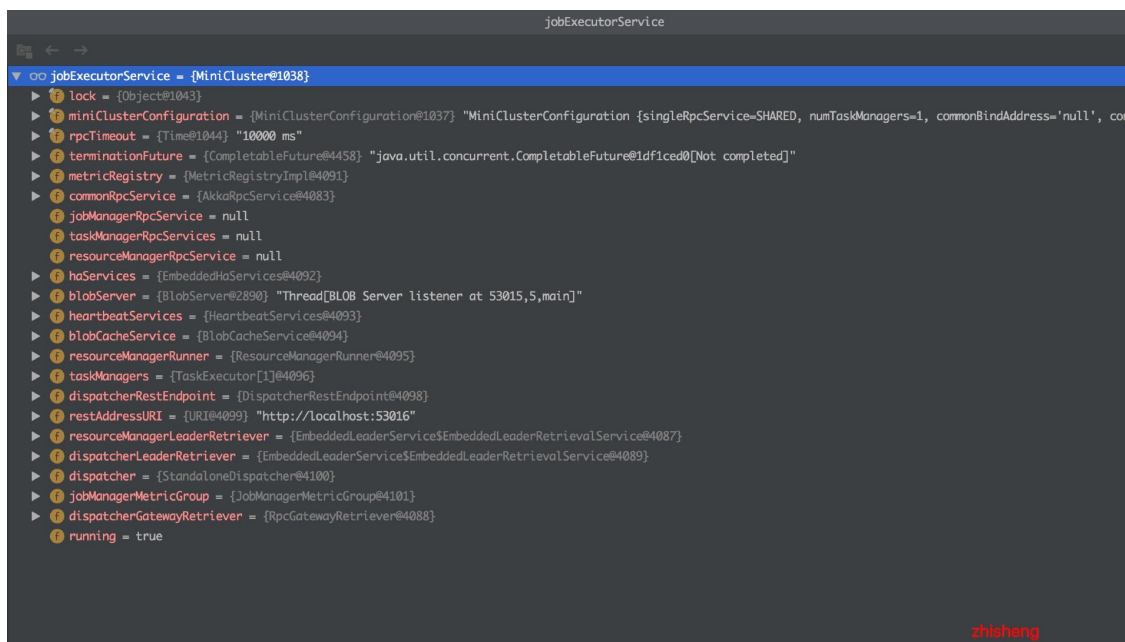 jobExecutorService
jobExecutorService = {MiniCluster@1038}
lock = {Object@1043}
miniClusterConfiguration = {MiniClusterConfiguration@1037} "MiniClusterConfiguration {singleRpcService=SHARED, numTaskManagers=1, commonBindAddress='null', co
rpcTimeout = {Time@1044} "10000 ms"
terminationFuture = {CompletableFuture@4458} "java.util.concurrent.CompletableFuture@1df1ced0[Not completed]"
metricRegistry = {MetricRegistryImpl@4091}
commonRpcService = {AkkaRpcService@4083}
jobManagerRpcService = null
taskManagerRpcServices = null
resourceManagerRpcService = null
haServices = {EmbeddedHaServices@4092}
blobServer = {BlobServer@2890} "Thread[BLOB Server listener at 53015,5,main]"
heartbeatServices = {HeartbeatServices@4093}
blobCacheService = {BlobCacheService@4094}
resourceManagerRunner = {ResourceManagerRunner@4095}
taskManagers = {TaskExecutor[1]@4096}
dispatcherRestEndpoint = {DispatcherRestEndpoint@4098}
restAddressURI = {URI@4099} "http://localhost:53016"
resourceManagerLeaderRetriever = {EmbeddedLeaderService$EmbeddedLeaderRetrievalService@4087}
dispatcherLeaderRetriever = {EmbeddedLeaderService$EmbeddedLeaderRetrievalService@4089}
dispatcher = {StandaloneDispatcher@4100}
jobManagerMetricGroup = {JobManagerMetricGroup@4101}
dispatcherGatewayRetriever = {RpcGatewayRetriever@4088}
running = true
zhisheng